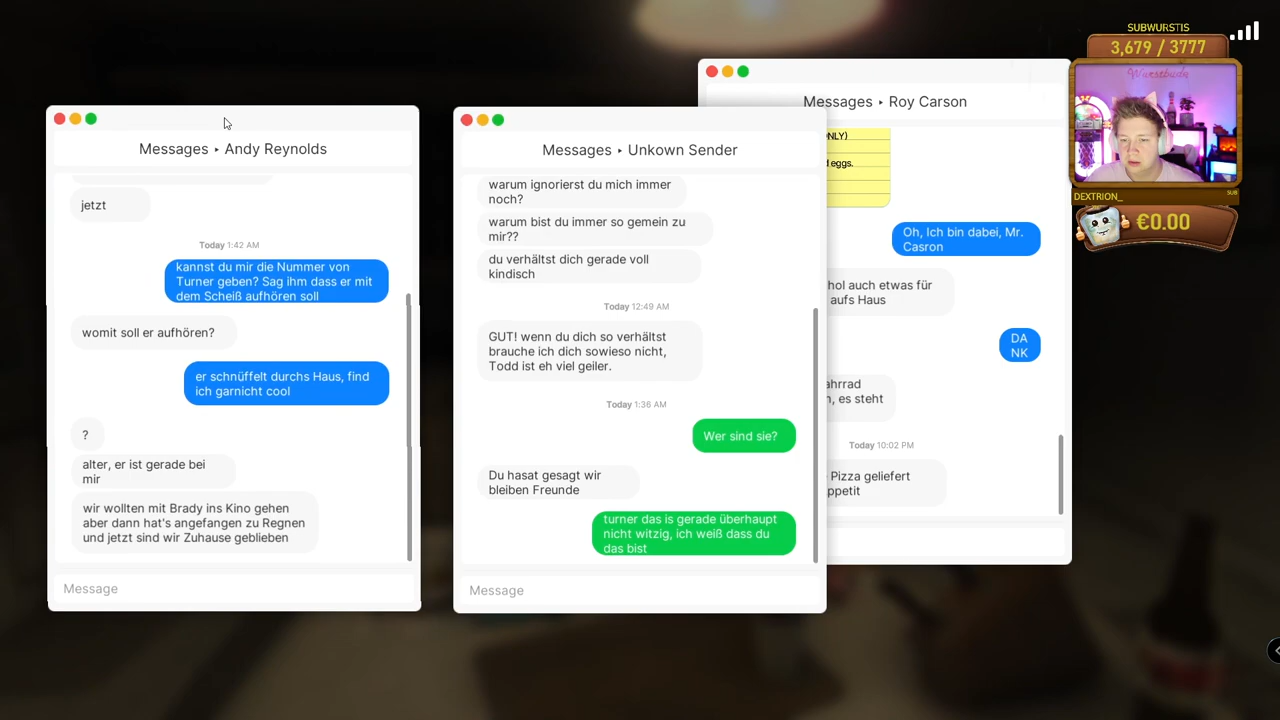 SUBWURSTIS
3,679 / 3777
Wurstbude
DEXTRION_
SUB
€0.00
Messages ‣ Andy Reynolds
jetzt
Today 1:42 AM
kannst du mir die Nummer von
Turner geben? Sag ihm dass er mit
dem Scheiß aufhören soll
womit soll er aufhören?
er schnüffelt durchs Haus, find
ich garnicht cool
?
alter, er ist gerade bei
mir
wir wollten mit Brady ins Kino gehen
aber dann hat's angefangen zu Regnen
und jetzt sind wir Zuhause geblieben
Message
Messages ‣ Unkown Sender
warum ignorierst du mich immer
noch?
warum bist du immer so gemein zu
mir??
du verhältst dich gerade voll
kindisch
Today 12:49 AM
GUT! wenn du dich so verhältst
brauche ich dich sowieso nicht,
Todd ist eh viel geiler.
Today 1:36 AM
Wer sind sie?
Du hasat gesagt wir
bleiben Freunde
turner das is gerade überhaupt
nicht witzig, ich weiß dass du
das bist
Message
Messages ‣ Roy Carson
ONLY)
d eggs.
Oh, Ich bin dabei, Mr.
Casron
hol auch etwas für
aufs Haus
DA
NK
ahrrad
n, es steht
Today 10:02 PM
Pizza geliefert
ppetit